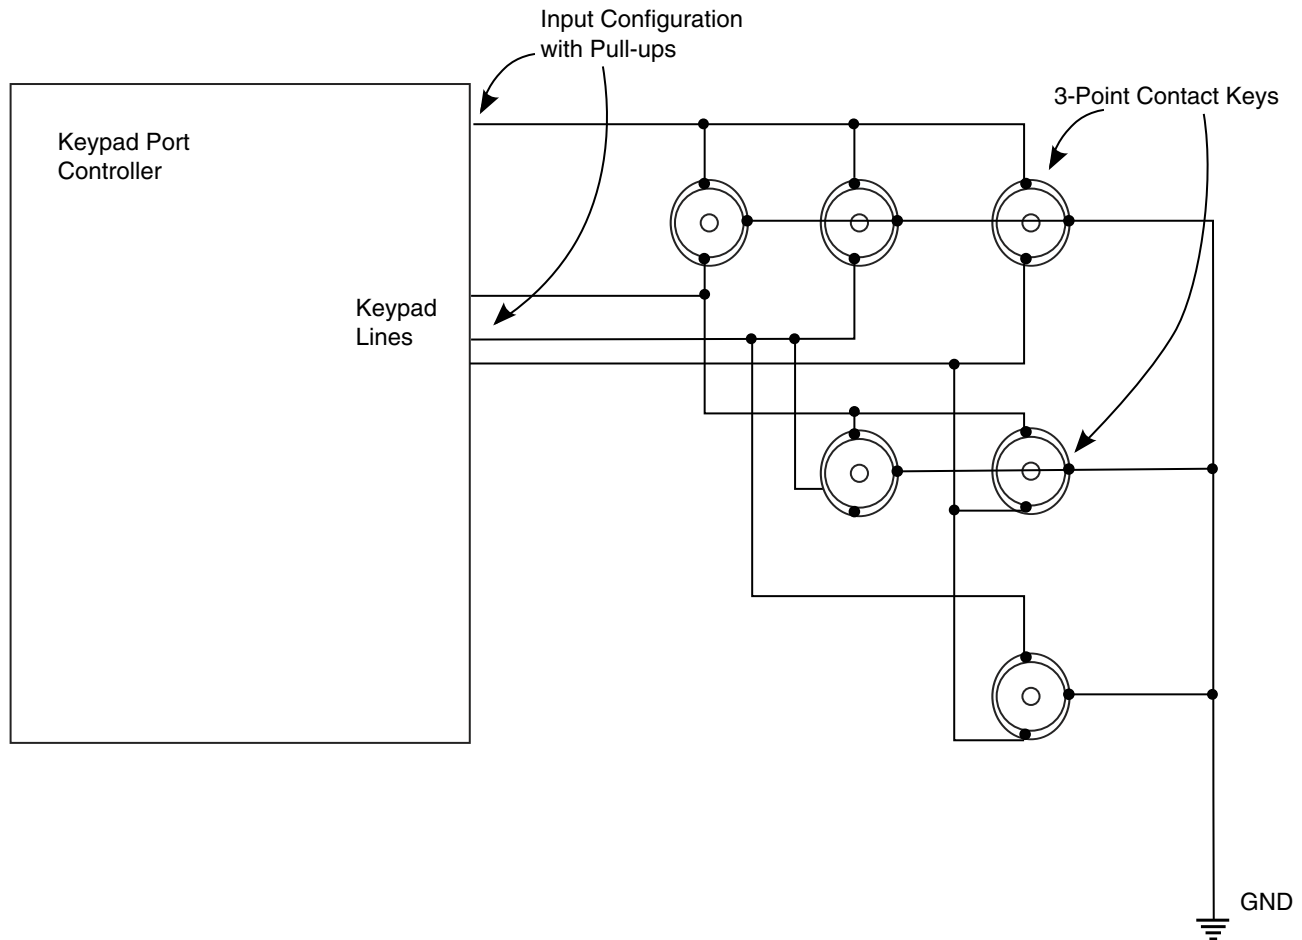 Input Configuration
with Pull-ups
3-Point Contact Keys
Keypad Port
Controller
Keypad
Lines
GND